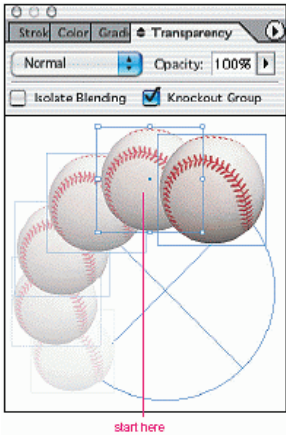 Strok Color Gradi Transparency
Normal Opacity: 100%
Isolate Blending Knockout Group
start here